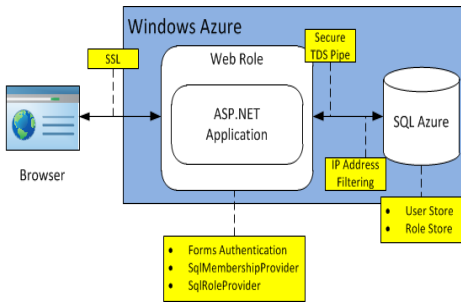 Windows Azure
Secure
TDS Pipe
SSL
Web Role
ASP.NET
Application
SQL Azure
Browser
IP Address
Filtering
• User Store
• Role Store
• Forms Authentication
• SqlMembershipProvider
• SqlRoleProvider